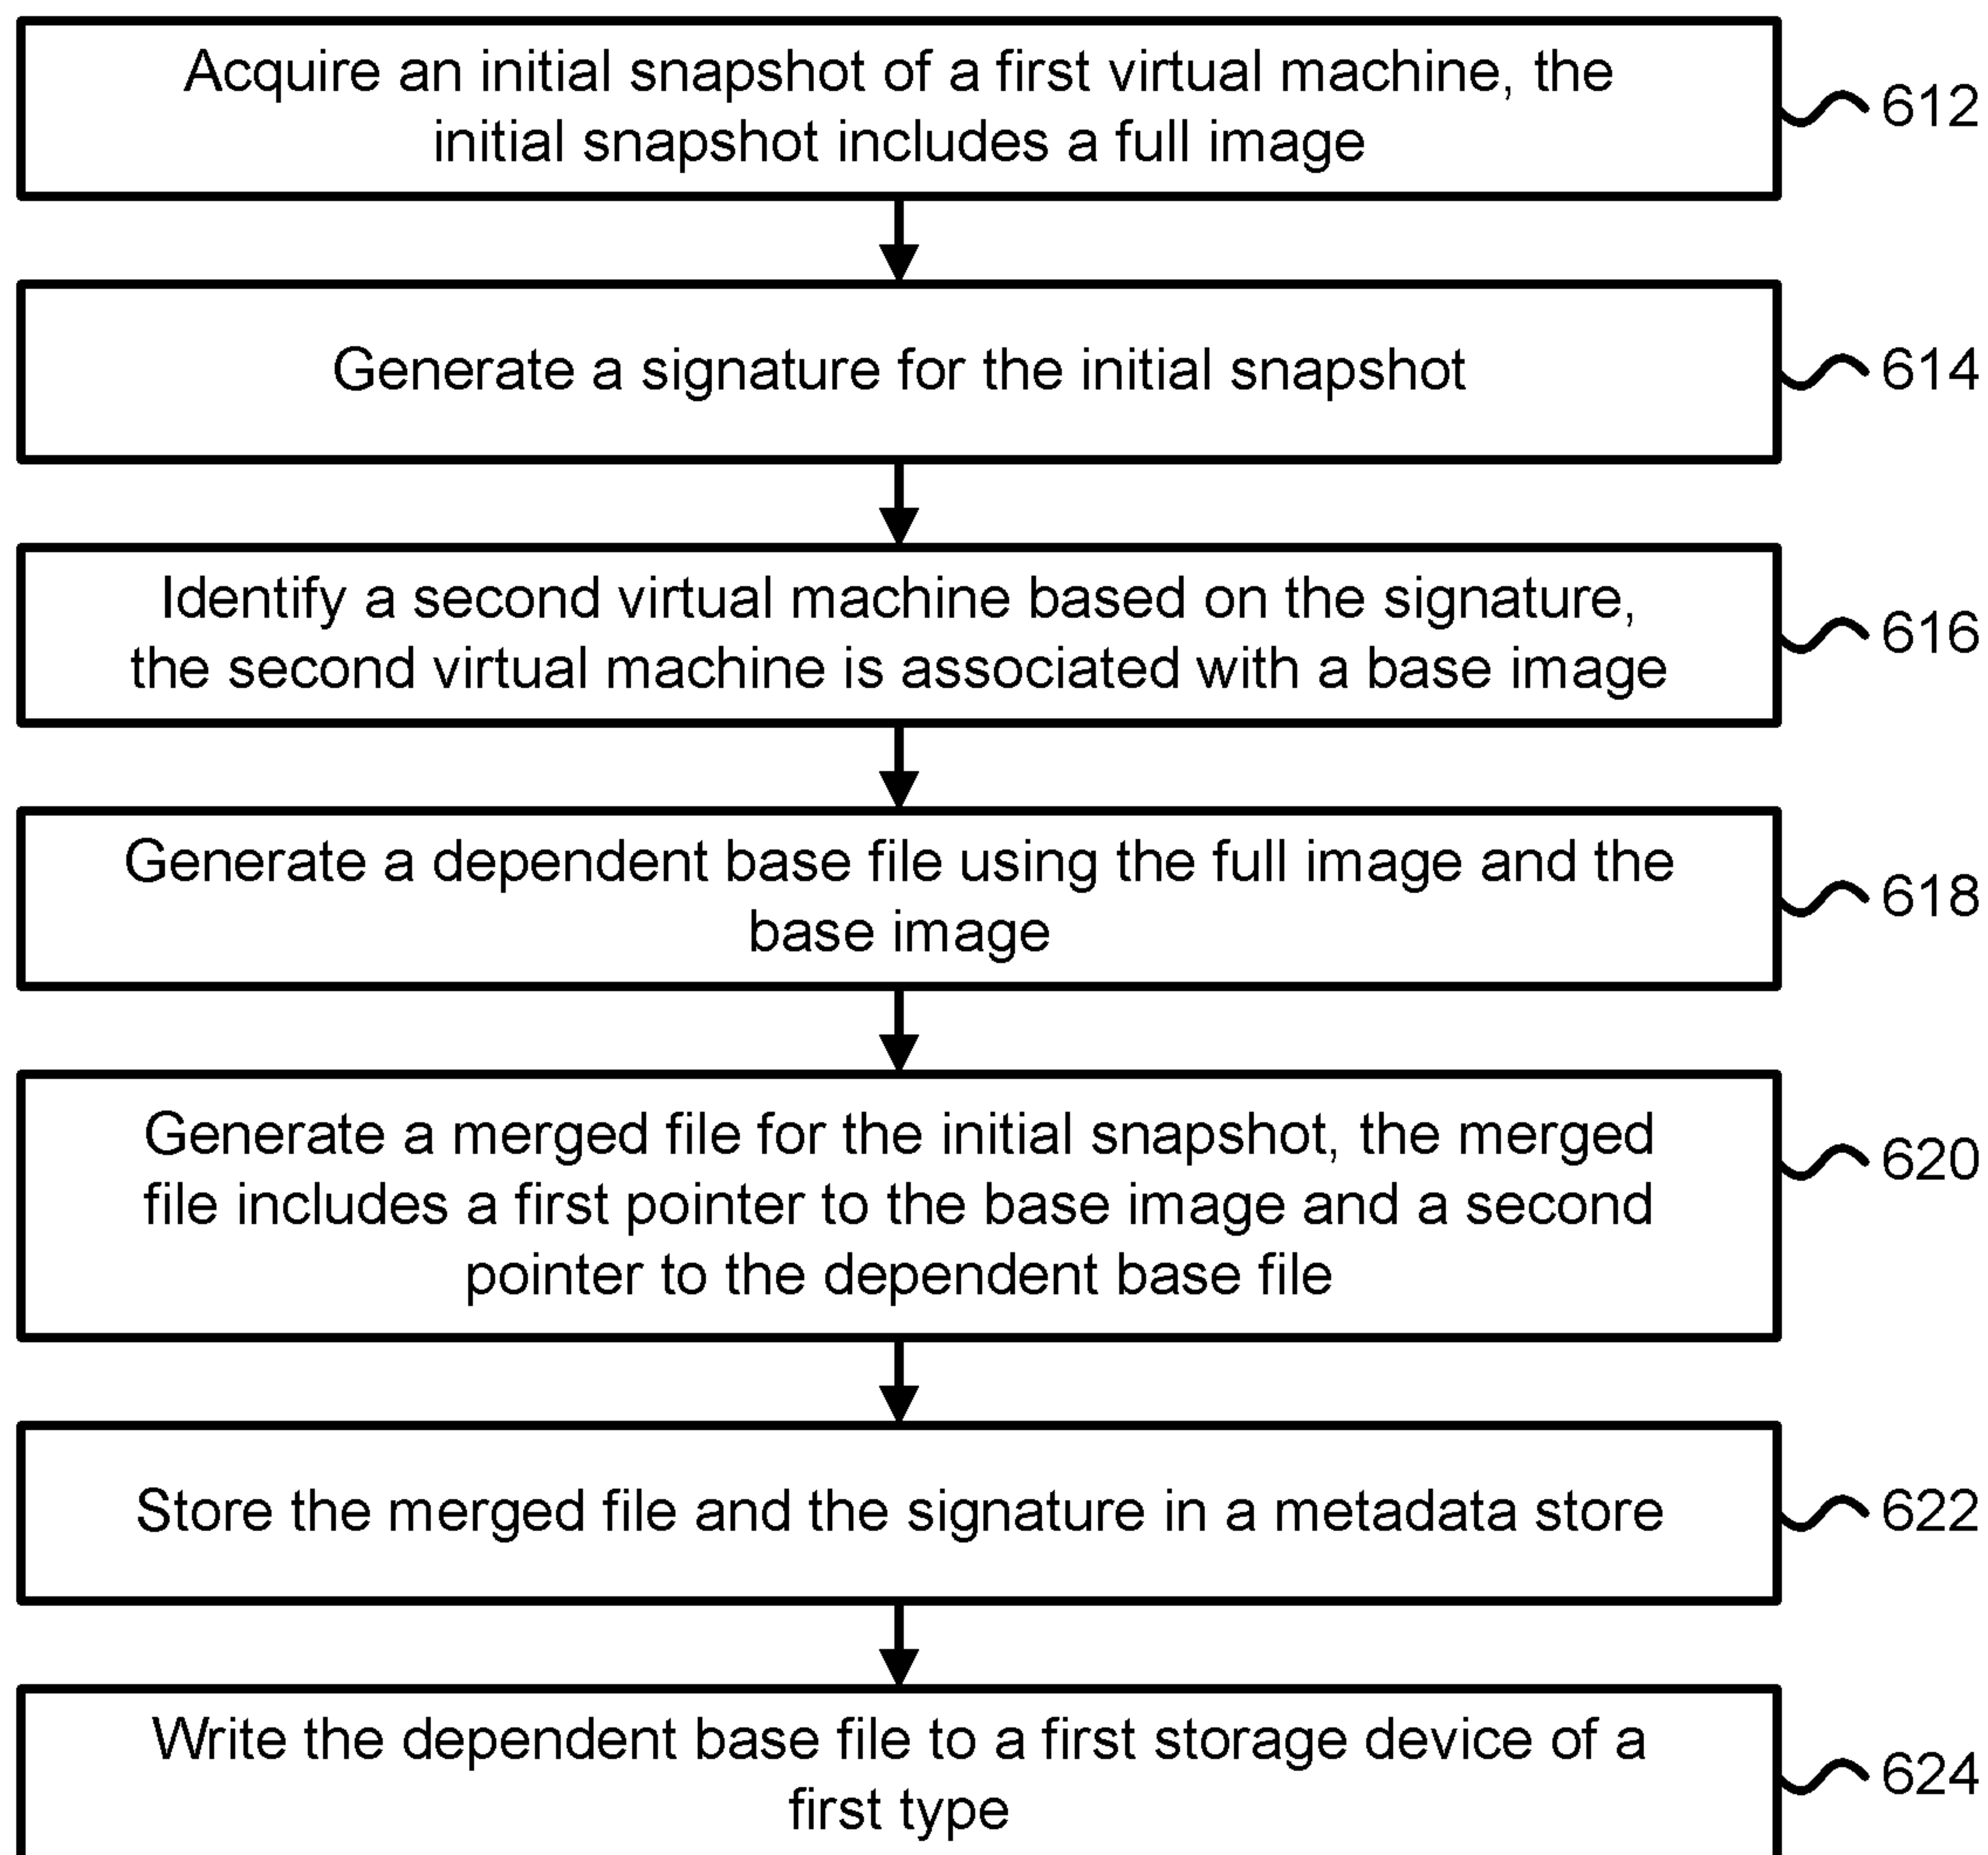 Acquire an initial snapshot of a first virtual machine, the
initial snapshot includes a full image
612
Generate a signature for the initial snapshot
614
Identify a second virtual machine based on the signature,
the second virtual machine is associated with a base image
616
Generate a dependent base file using the full image and the
base image
618
Generate a merged file for the initial snapshot, the merged
file includes a first pointer to the base image and a second
pointer to the dependent base file
620
Store the merged file and the signature in a metadata store
622
Write the dependent base file to a first storage device of a
first type
624